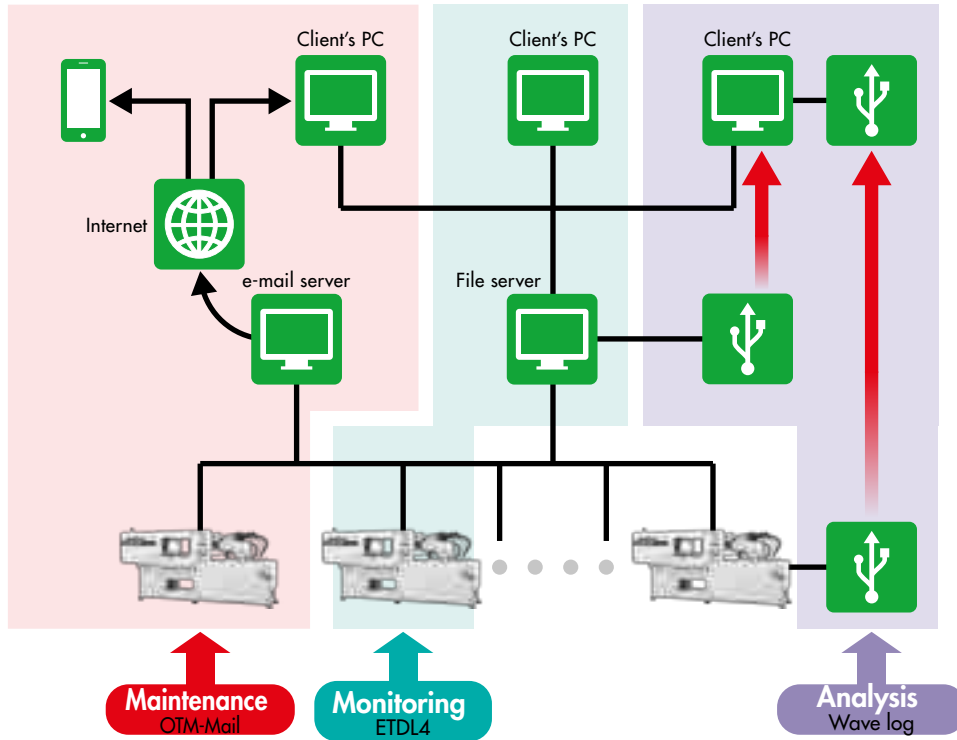 Client's PC
Client's PC
Client's PC
Internet
e-mail server
File server
Maintenance
OTM-Mail
Monitoring
ETDL4
Analysis
Wave log